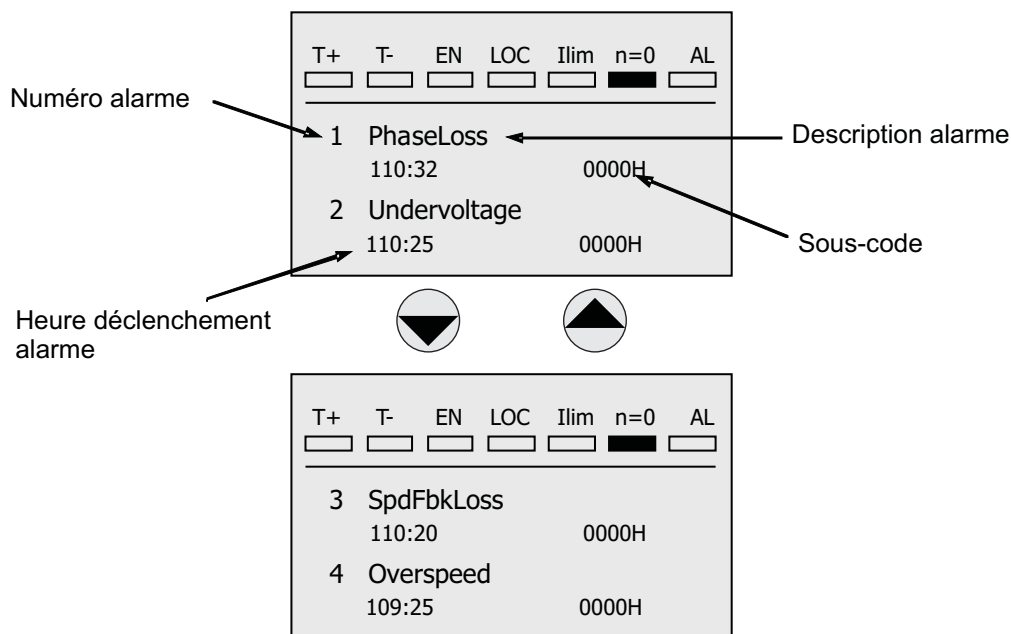 T+ T- EN LOC Ilim n=0 AL
Numéro alarme
1 PhaseLoss
Description alarme
110:32 0000H
2 Undervoltage
110:25 0000H
Sous-code
Heure déclenchement
alarme
T+ T- EN LOC Ilim n=0 AL
3 SpdFbkLoss
110:20 0000H
4 Overspeed
109:25 0000H